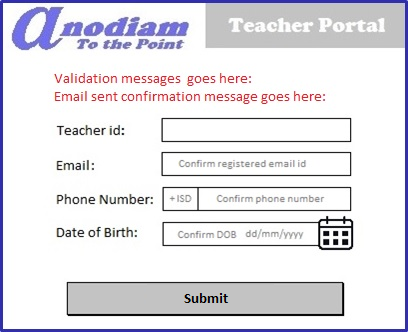 anodiam
To the Point
Teacher Portal
Validation messages goes here:
Email sent confirmation message goes here:
Teacher id:
Email: Confirm registered email id
Phone Number: +ISD Confirm phone number
Date of Birth: Confirm DOB dd/mm/yyyy
Submit